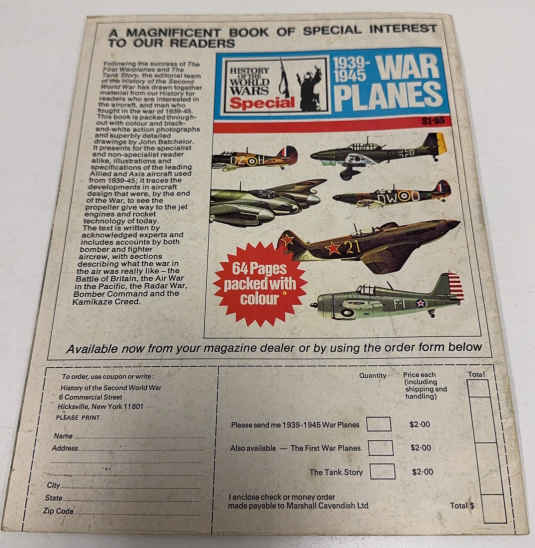 A MAGNIFICENT BOOK OF SPECIAL INTEREST
TO OUR READERS
Following the success of The
First Warplanes and The
Tank Story, the editorial team
of the History of the Second
World War has drawn together
material from our History for
readers who are interested in
the aircraft, and men who
fought in the war of 1939-45.
This book is packed through-
out with colour and black-
and-white action photographs
and superbly detailed
drawings by John Batchelor.
It presents for the specialist
and non-specialist reader
alike, illustrations and
specifications of the leading
Allied and Axis aircraft used
from 1939-45; it traces the
developments in aircraft
design that were, by the end
of the War, to see the
propeller give way to the jet
engines and rocket
technology of today.
The text is written by
acknowledged experts and
includes accounts by both
bomber and fighter
aircrew, with sections
describing what the war in
the air was really like – the
Battle of Britain, the Air War
in the Pacific, the Radar War,
Bomber Command and the
Kamikaze Creed.
HISTORY
OF THE
WORLD
WARS
Special
1939-
1945
WAR
PLANES
$1·95
DW O
21
64 Pages
packed with
colour
Available now from your magazine dealer or by using the order form below
To order, use coupon or write:
History of the Second World War
6 Commercial Street
Hicksville, New York 11801
PLEASE PRINT
Name
Address
City
State
Zip Code
Quantity
Price each
(including
shipping and
handling)
Total
Please send me 1939-1945 War Planes
$2·00
Also available — The First War Planes
$2·00
The Tank Story
$2·00
I enclose check or money order
made payable to Marshall Cavendish Ltd
Total $